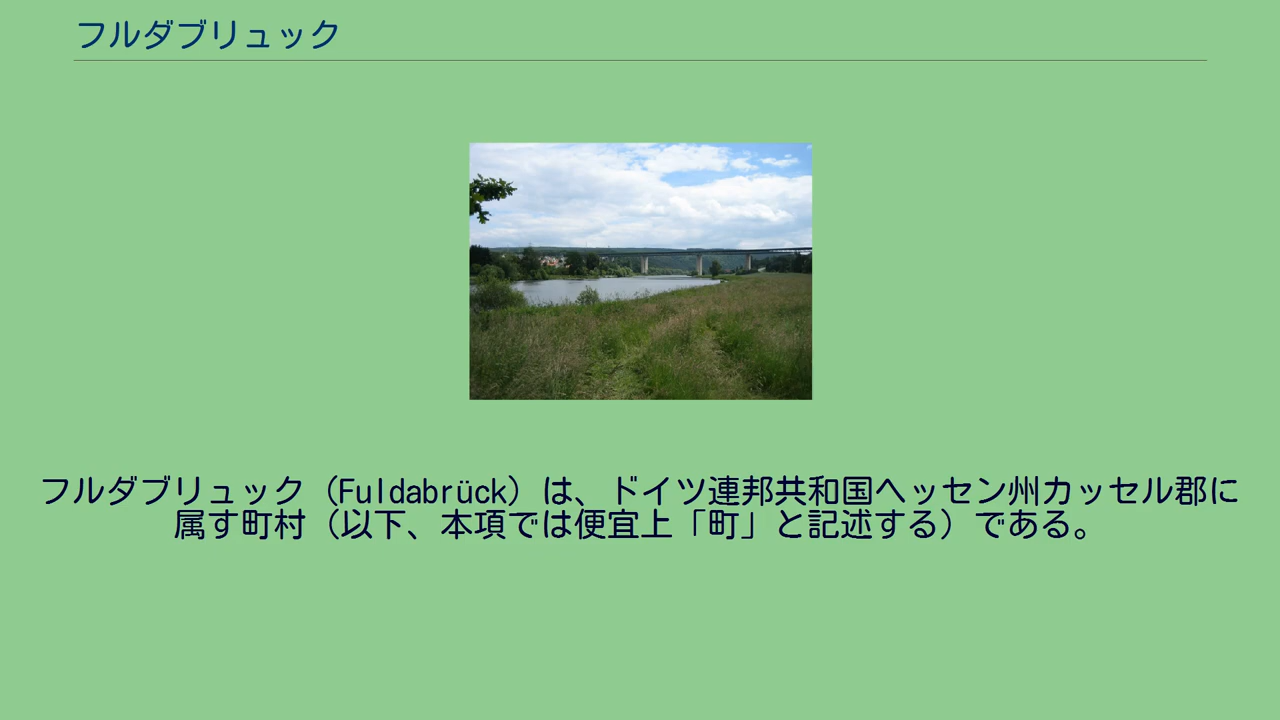 フルダブリュック
フルダブリュック（Fuldabrück）は、ドイツ連邦共和国ヘッセン州カッセル郡に
属す町村（以下、本項では便宜上「町」と記述する）である。